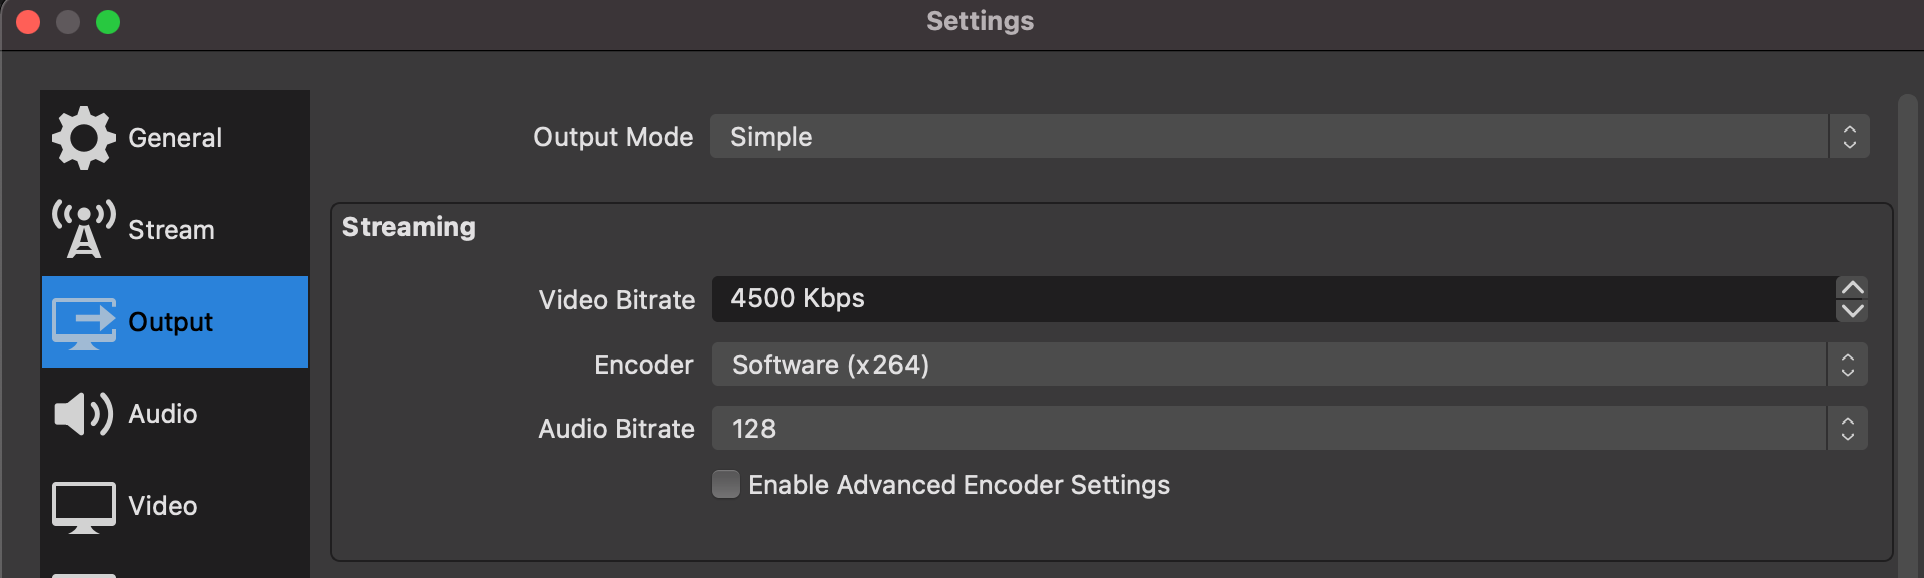 Settings
General
Stream
Output
Audio
Video
Output Mode Simple
Streaming
Video Bitrate 4500 Kbps
Encoder Software (x264)
Audio Bitrate 128
Enable Advanced Encoder Settings